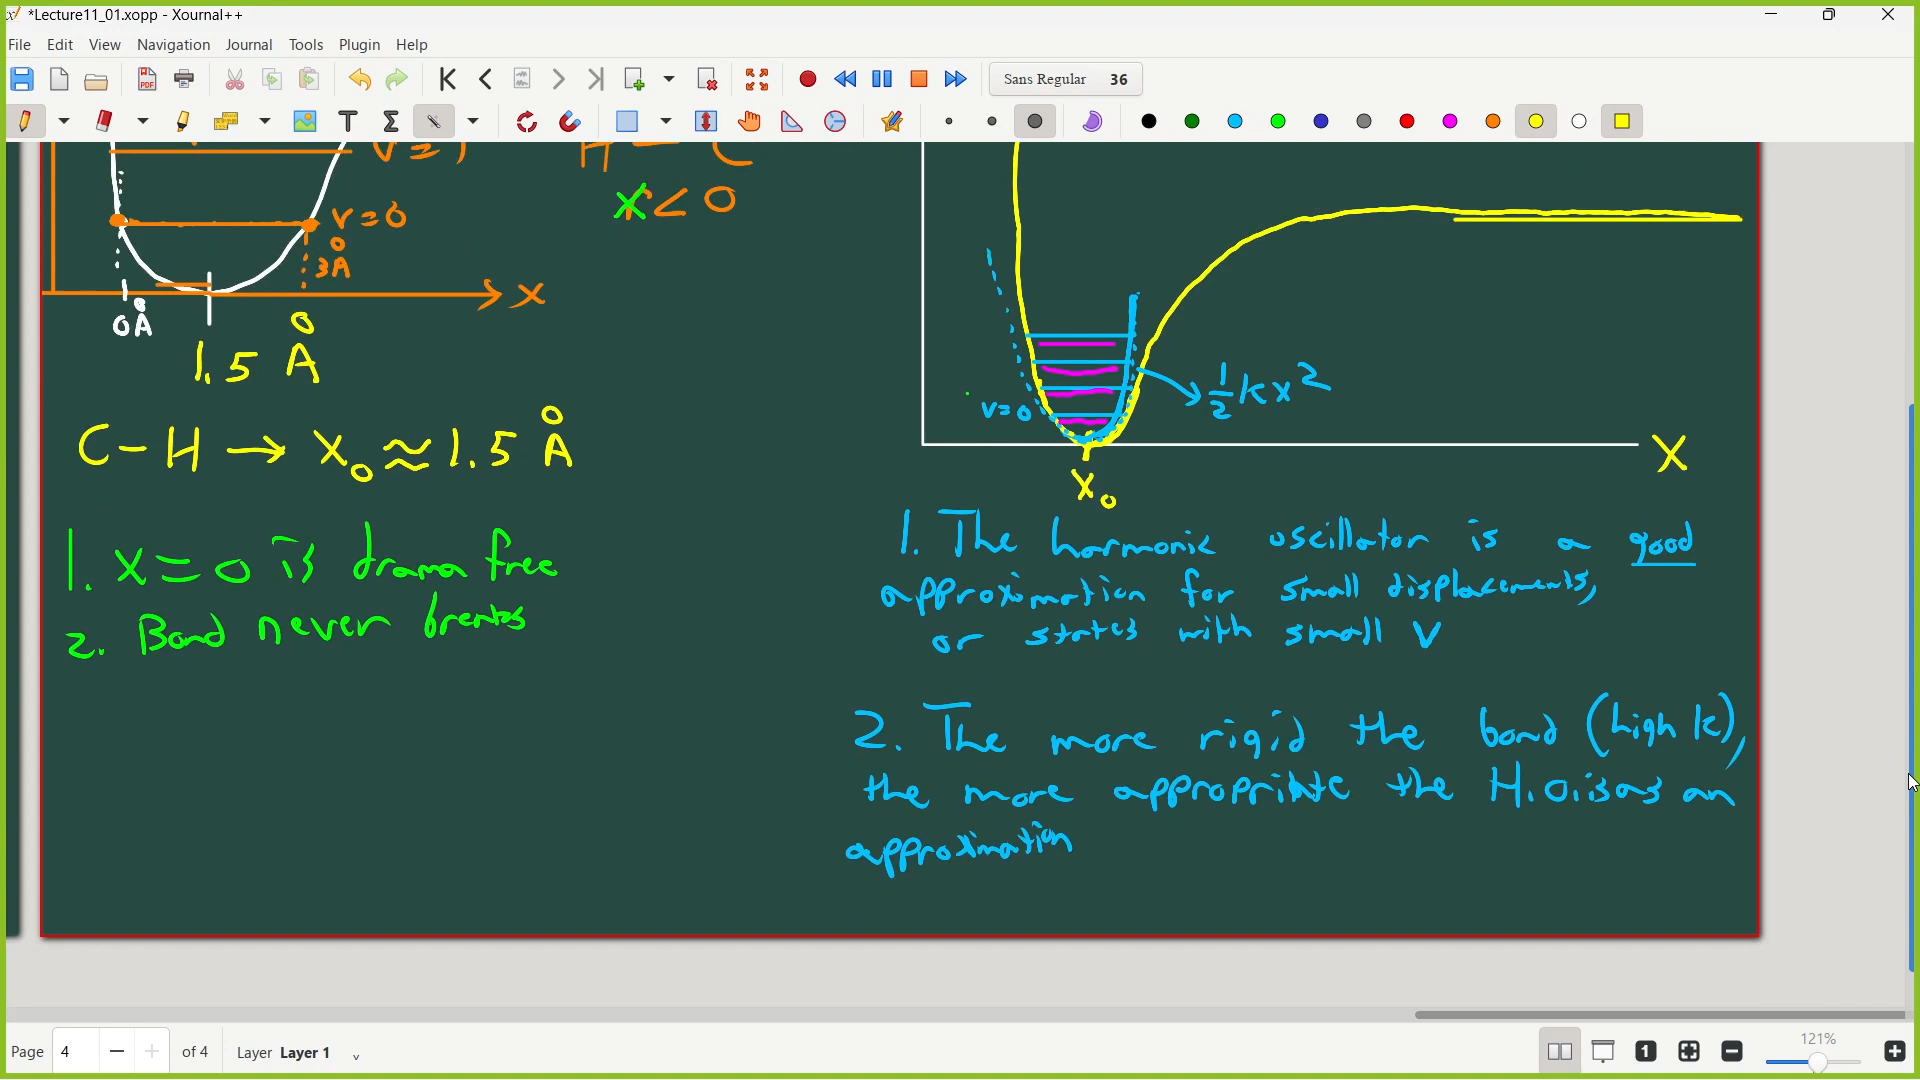 *Lecture11_01.xopp - Xournal++
File Edit View Navigation Journal Tools Plugin Help
Sans Regular 36
v=0
x<0
3Å
x
0Å
1.5 Å
C-H → x₀ ≈ 1.5 Å
1. x=0 is drama free
2. Bond never breaks
v=0
½kx²
X
x₀
1. The harmonic oscillator is a good
approximation for small displacements,
or states with small v
2. The more rigid the bond (high k),
the more appropriate the H.O. is as an
approximation
Page 4 of 4 Layer Layer 1
1
121%